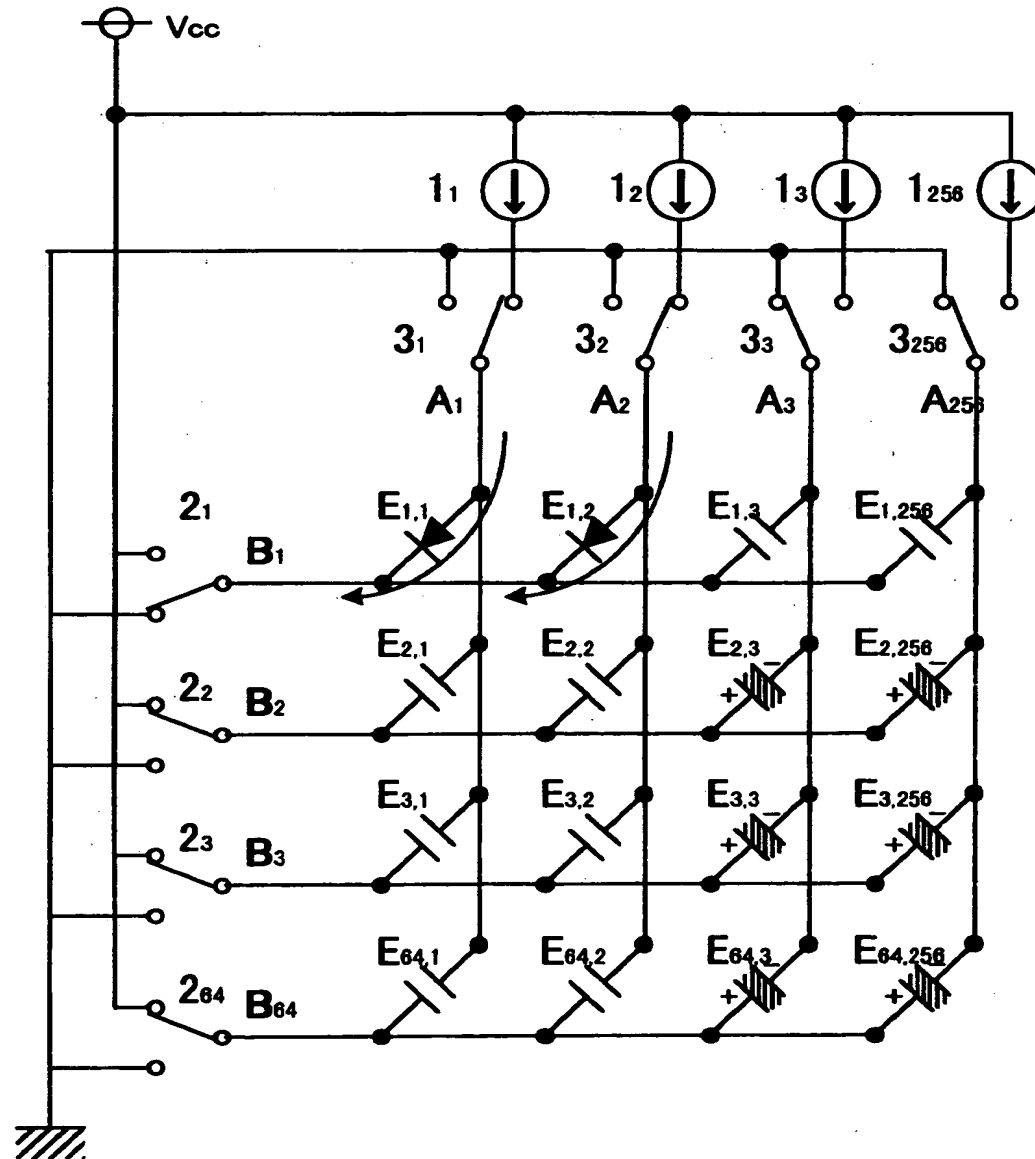 Vcc
1₁ 1₂ 1₃ 1₂₅₆
3₁ 3₂ 3₃ 3₂₅₆
A₁ A₂ A₃ A₂₅₆
2₁ B₁ E₁,₁ E₁,₂ E₁,₃ E₁,₂₅₆
2₂ B₂ E₂,₁ E₂,₂ E₂,₃ E₂,₂₅₆
+ − + −
2₃ B₃ E₃,₁ E₃,₂ E₃,₃ E₃,₂₅₆
+ − + −
2₆₄ B₆₄ E₆₄,₁ E₆₄,₂ E₆₄,₃ E₆₄,₂₅₆
+ − + −